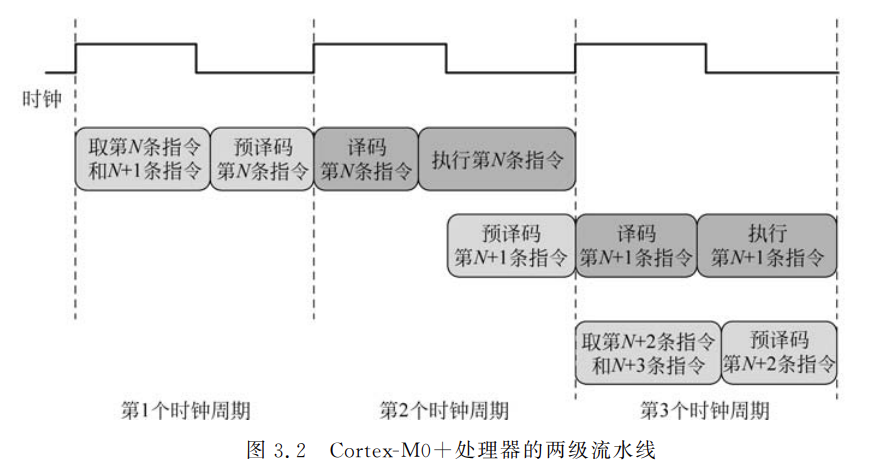 时钟
取第N条指令
和N+1条指令
预译码
第N条指令
译码
第N条指令
执行第N条指令
预译码
第N+1条指令
译码
第N+1条指令
执行
第N+1条指令
取第N+2条指令
和N+3条指令
预译码
第N+2条指令
第1个时钟周期
第2个时钟周期
第3个时钟周期
图 3.2 Cortex-M0+处理器的两级流水线